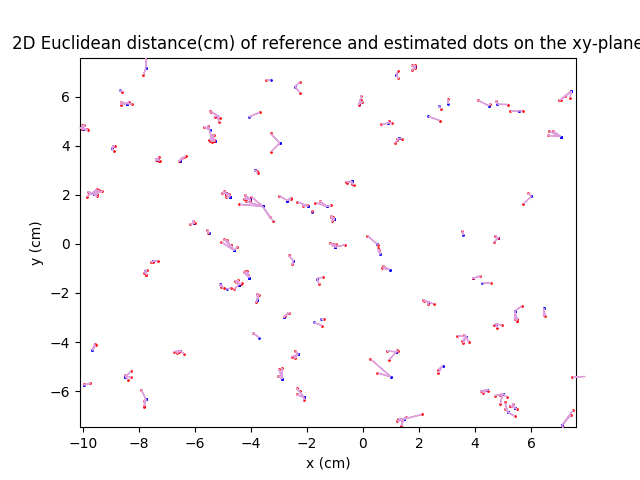 2D Euclidean distance(cm) of reference and estimated dots on the xy-plane
6
4
2
0
−2
−4
−6
y (cm)
−10 −8 −6 −4 −2 0 2 4 6
x (cm)